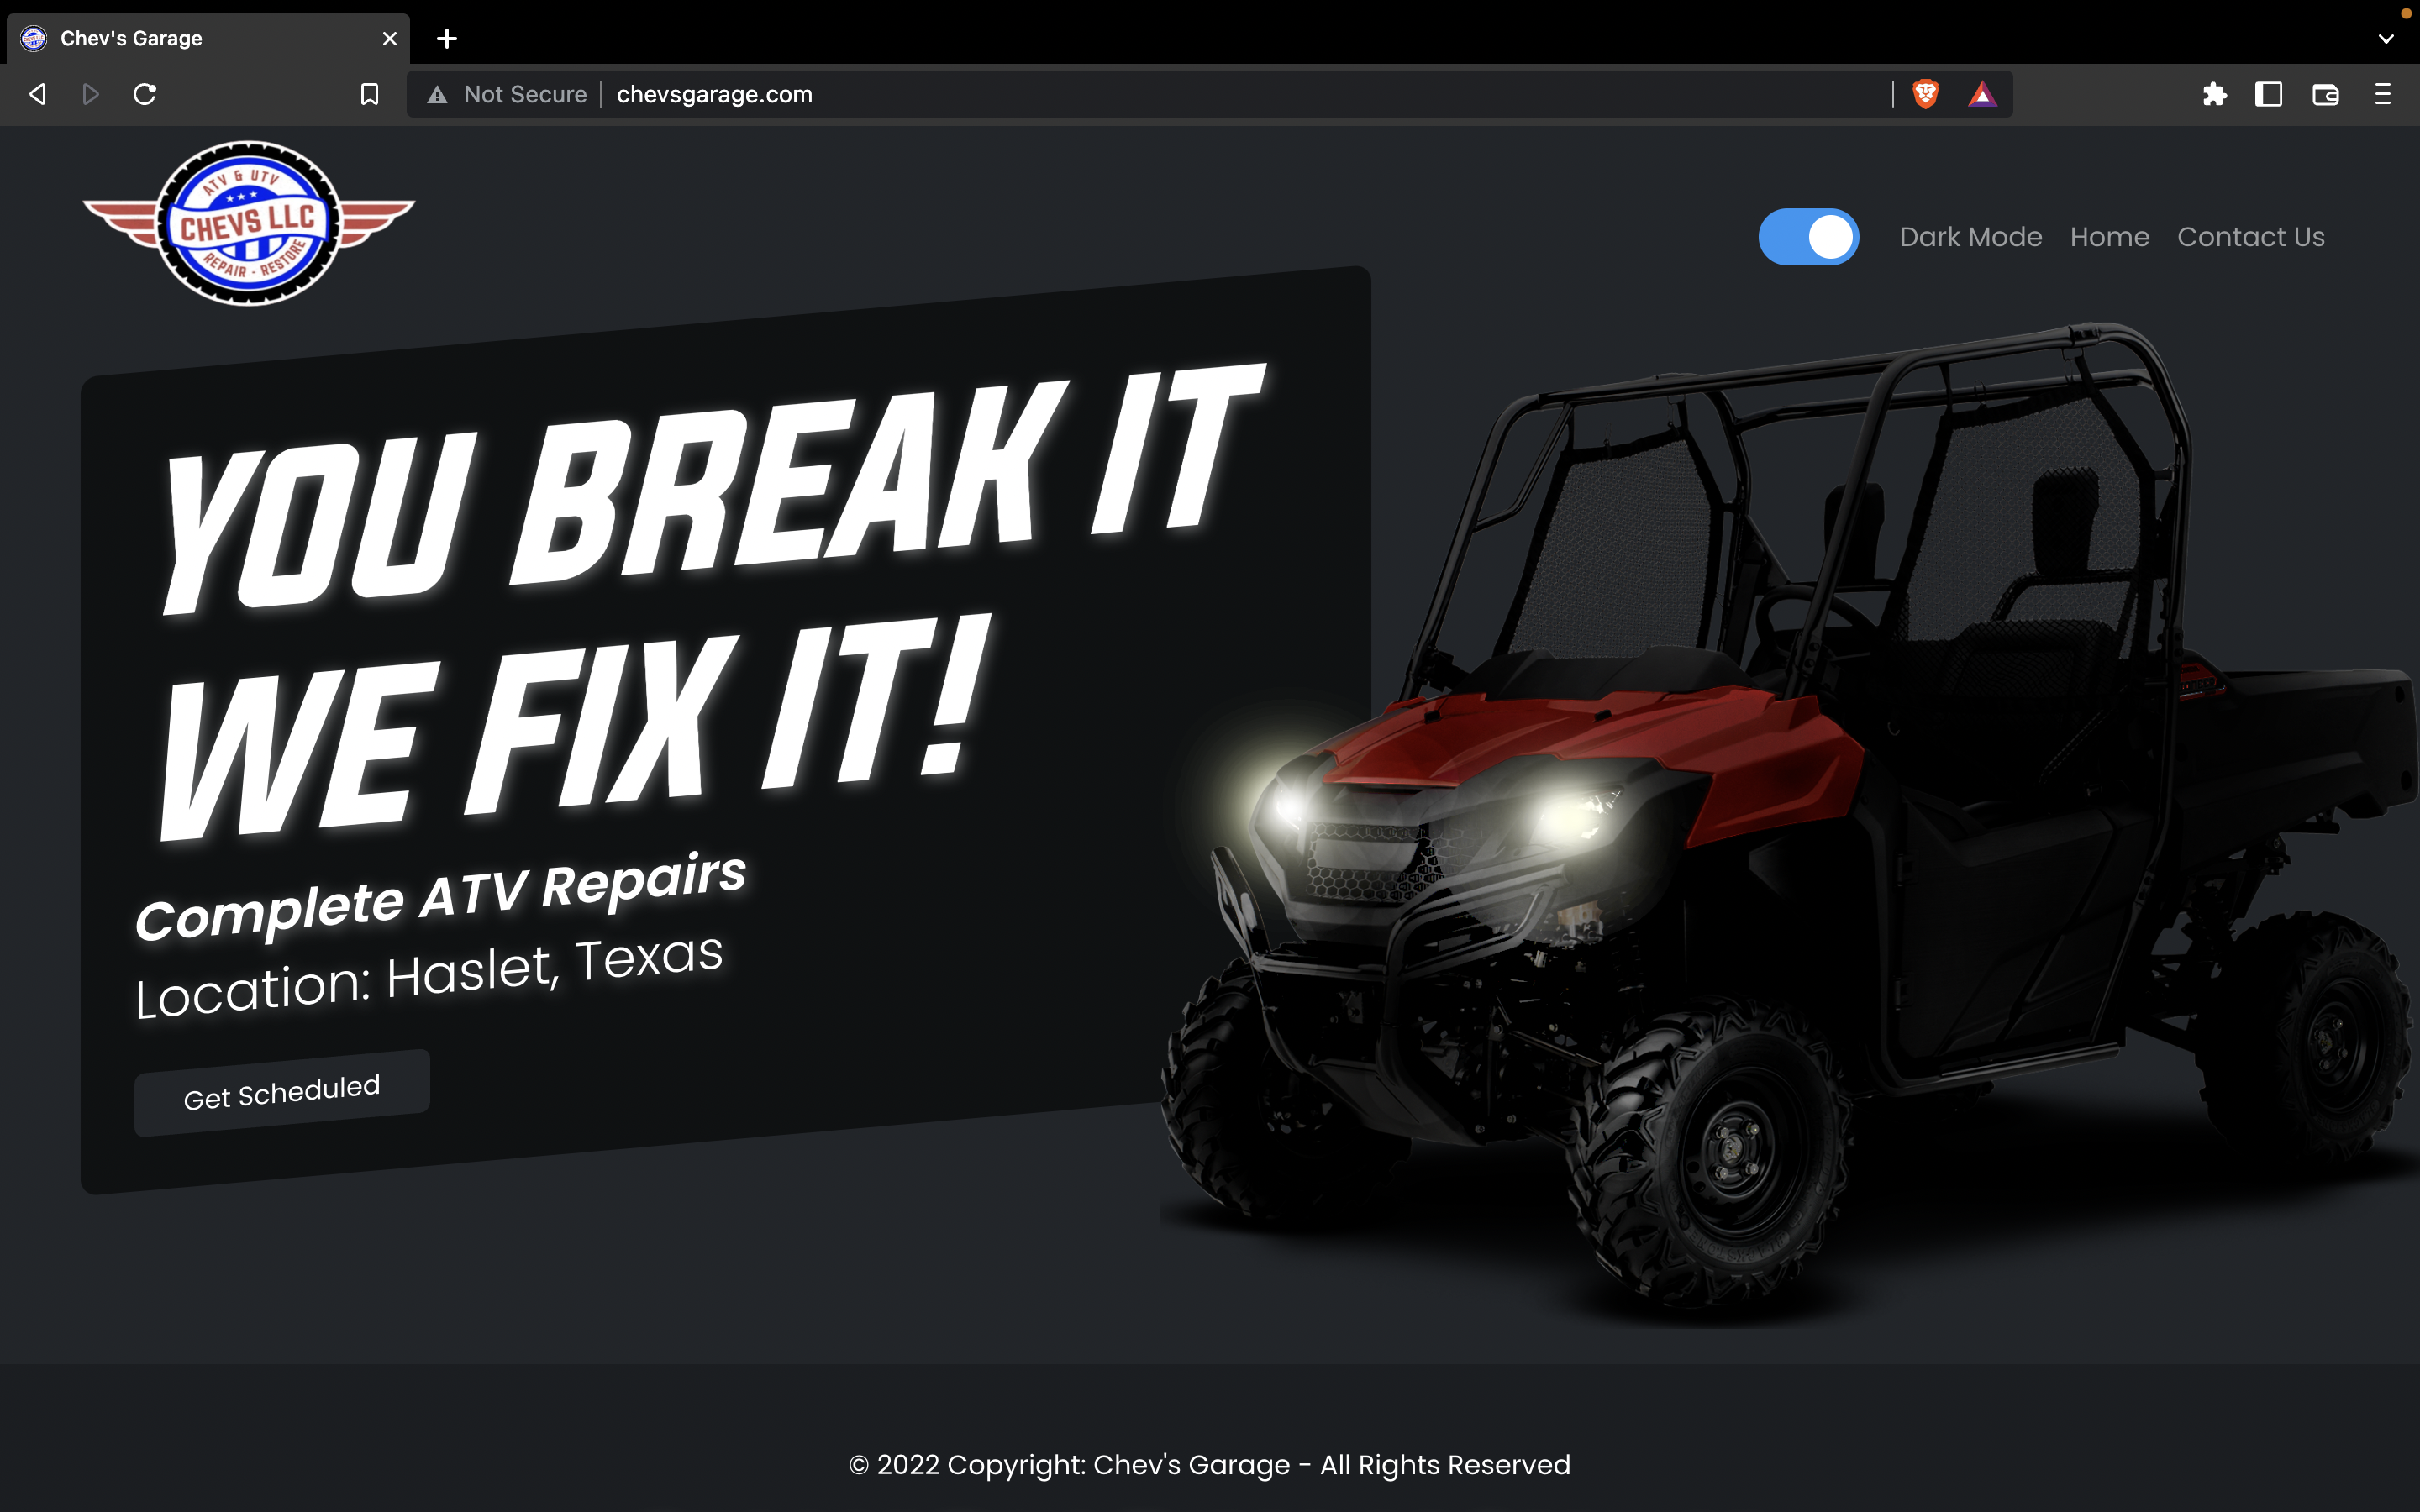 Chev's Garage
Not Secure
chevsgarage.com
ATV & UTV
CHEVS LLC
REPAIR - RESTORE
Dark Mode
Home
Contact Us
YOU BREAK IT
WE FIX IT!
Complete ATV Repairs
Location: Haslet, Texas
Get Scheduled
© 2022 Copyright: Chev's Garage - All Rights Reserved